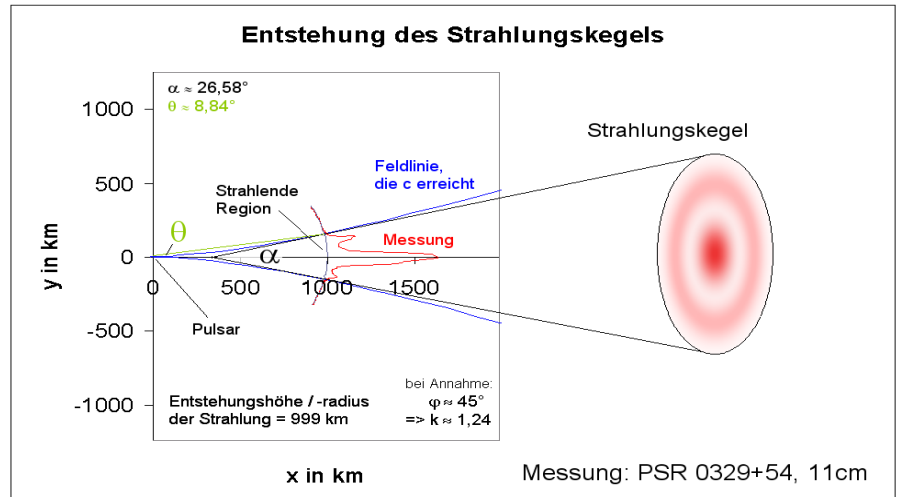 Entstehung des Strahlungskegels
α ≈ 26,58°
θ ≈ 8,84°
1000
500
0
-500
-1000
y in km
Strahlende
Region
Feldlinie,
die c erreicht
Strahlungskegel
θ
α
Messung
0
500
1000
1500
Pulsar
Entstehungshöhe / -radius
der Strahlung = 999 km
bei Annahme:
φ ≈ 45°
=> k ≈ 1,24
x in km
Messung: PSR 0329+54, 11cm